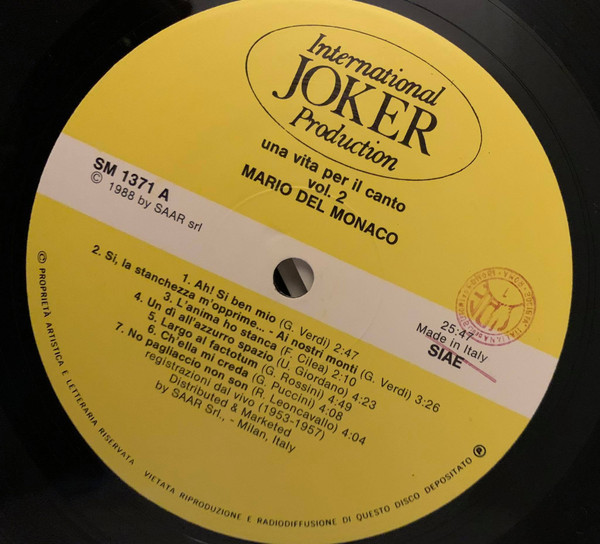 International
JOKER
Production
una vita per il canto
vol. 2
MARIO DEL MONACO
SM 1371 A
© 1988 by SAAR srl
25:47
Made in Italy
SIAE
1. Ah! Si ben mio (G. Verdi) 2:47
2. Si, la stanchezza m'opprime... - Ai nostri monti (G. Verdi) 3:26
3. L'anima ho stanca (F. Cilea) 2:10
4. Un dì all'azzurro spazio (U. Giordano) 4:23
5. Largo al factotum (G. Rossini) 4:49
6. Ch'ella mi creda (G. Puccini) 4:08
7. No pagliaccio non son (R. Leoncavallo) 4:04
registrazioni dal vivo (1953-1957)
Distributed & Marketed
by SAAR Srl., - Milan, Italy
© PROPRIETÀ ARTISTICA E LETTERARIA RISERVATA VIETATA RIPRODUZIONE E RADIODIFFUSIONE DI QUESTO DISCO DEPOSITATO ℗